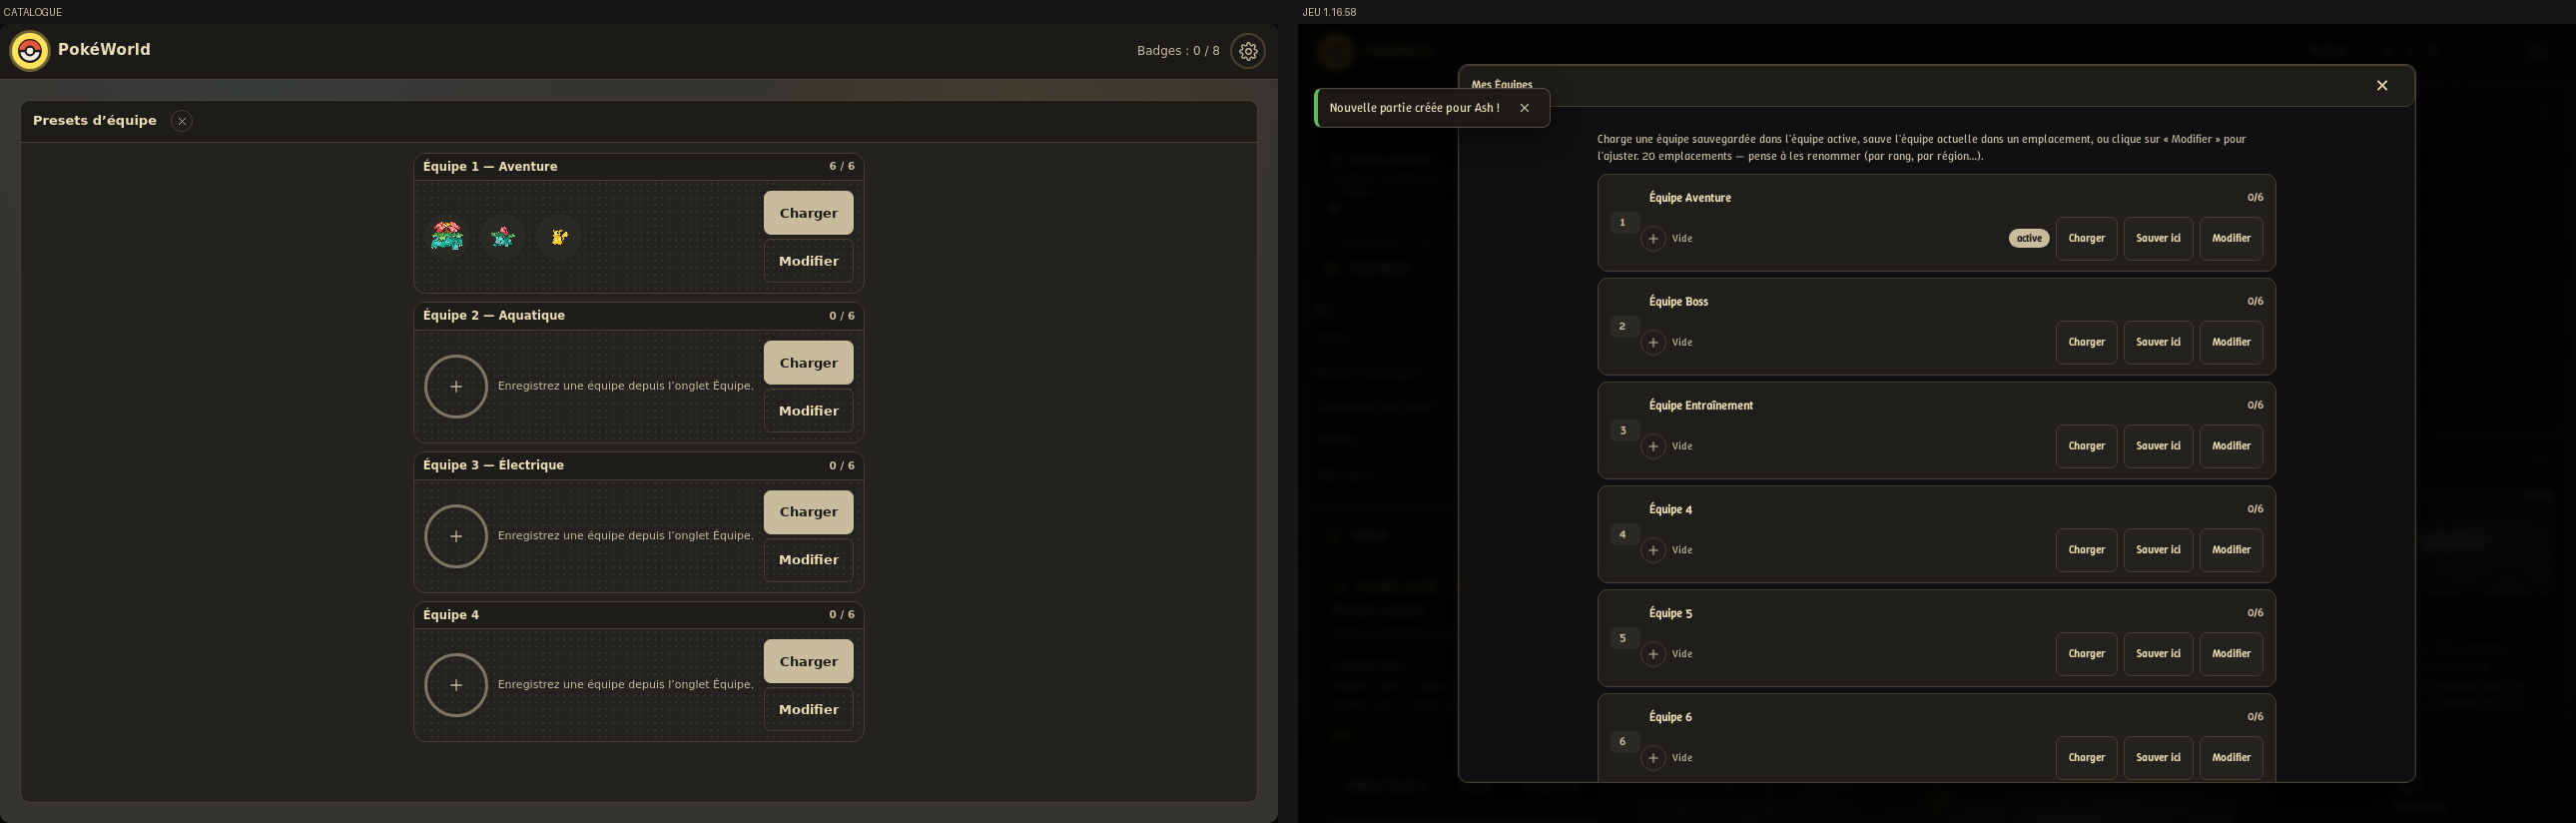 CATALOGUE
PokéWorld
Badges : 0 / 8
Presets d’équipe
Équipe 1 — Aventure
6 / 6
Charger
Modifier
Équipe 2 — Aquatique
0 / 6
Enregistrez une équipe depuis l’onglet Équipe.
Charger
Modifier
Équipe 3 — Électrique
0 / 6
Enregistrez une équipe depuis l’onglet Équipe.
Charger
Modifier
Équipe 4
0 / 6
Enregistrez une équipe depuis l’onglet Équipe.
Charger
Modifier
JEU 1.16.58
Mes Équipes
Nouvelle partie créée pour Ash !
Charge une équipe sauvegardée dans l'équipe active, sauve l'équipe actuelle dans un emplacement, ou clique sur « Modifier » pour
l'ajuster. 20 emplacements — pense à les renommer (par rang, par région...).
Équipe Aventure
0/6
1
Vide
active
Charger
Sauver ici
Modifier
Équipe Boss
0/6
2
Vide
Charger
Sauver ici
Modifier
Équipe Entraînement
0/6
3
Vide
Charger
Sauver ici
Modifier
Équipe 4
0/6
4
Vide
Charger
Sauver ici
Modifier
Équipe 5
0/6
5
Vide
Charger
Sauver ici
Modifier
Équipe 6
0/6
6
Vide
Charger
Sauver ici
Modifier